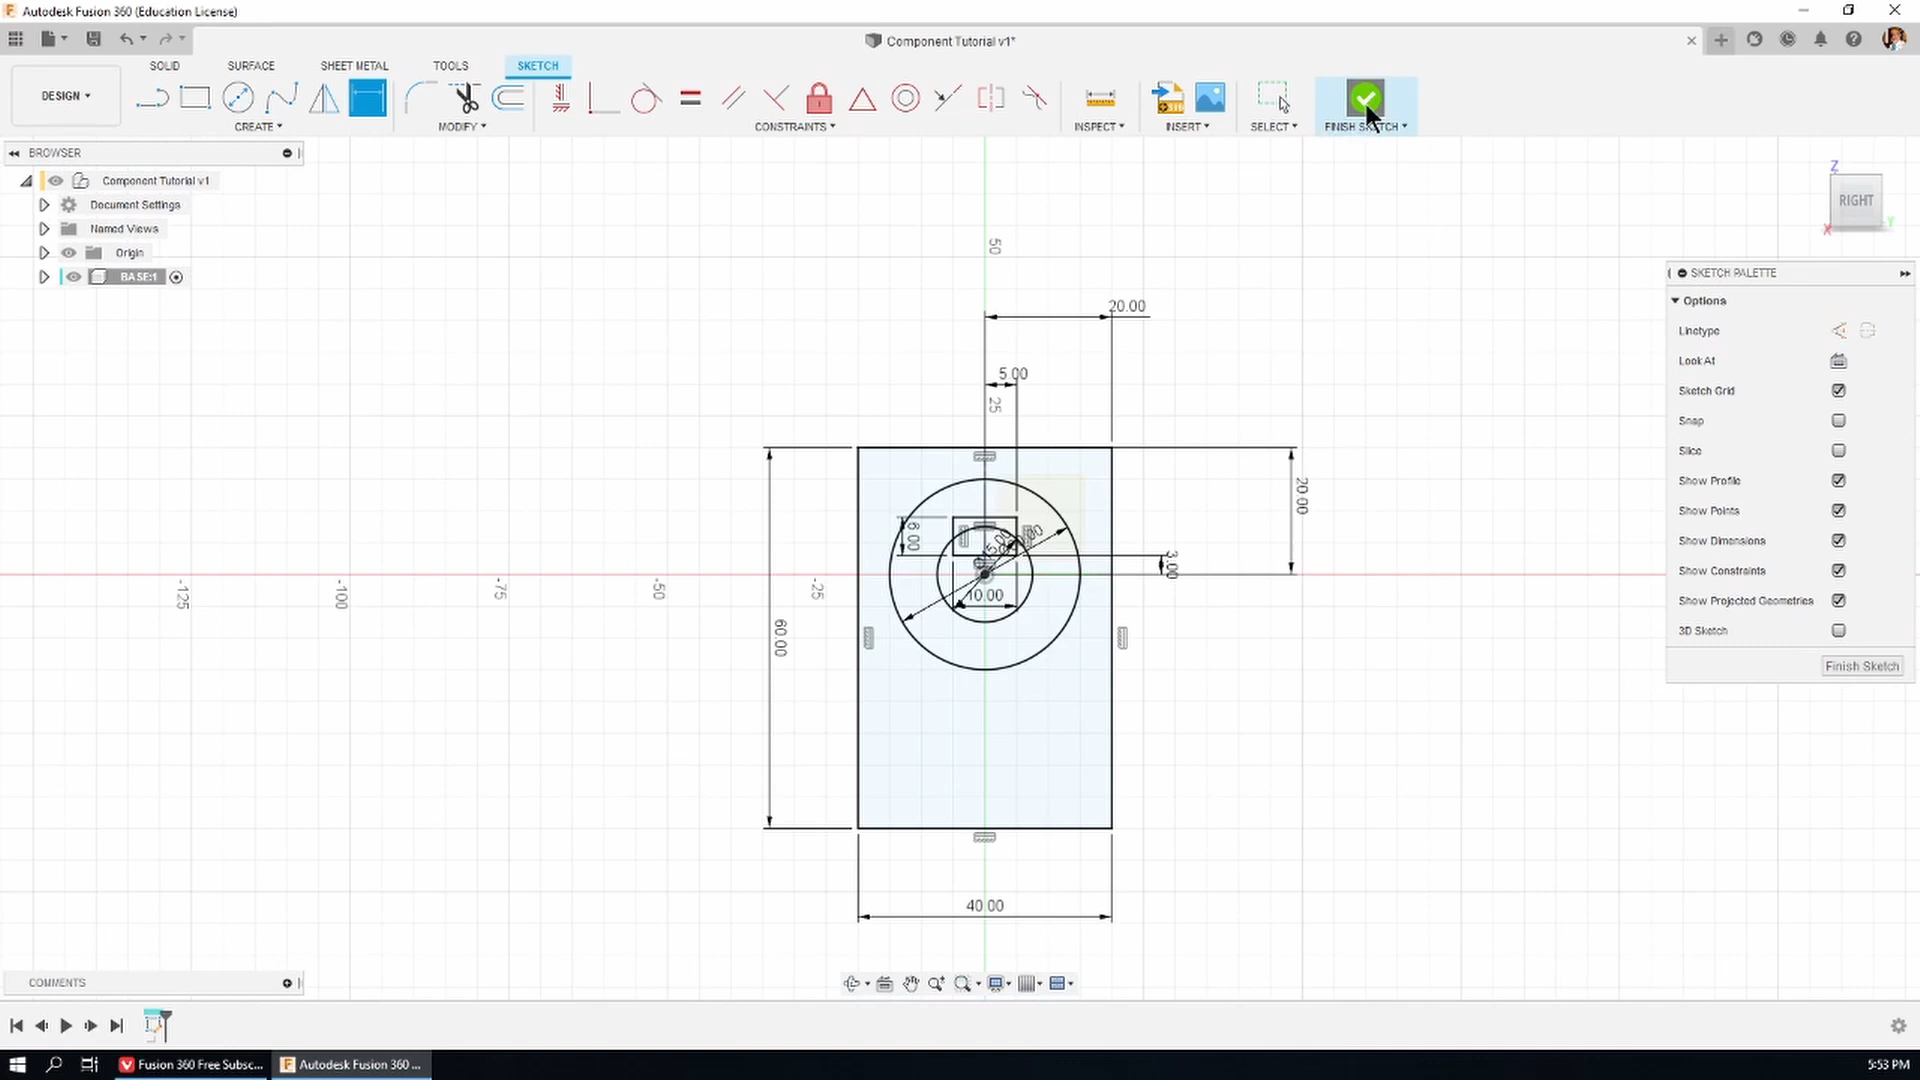 Autodesk Fusion 360 (Education License)
Component Tutorial v1*
SOLID
SURFACE
SHEET METAL
TOOLS
SKETCH
DESIGN
CREATE
MODIFY
CONSTRAINTS
INSPECT
INSERT
SELECT
FINISH SKETCH
BROWSER
Component Tutorial v1
Document Settings
Named Views
Origin
BASE:1
Z
RIGHT
X
Y
SKETCH PALETTE
Options
Linetype
Look At
Sketch Grid
Snap
Slice
Show Profile
Show Points
Show Dimensions
Show Constraints
Show Projected Geometries
3D Sketch
Finish Sketch
50
20.00
5.00
25
20.00
6.00
3.00
10.00
-125
-100
-75
-50
-25
60.00
40.00
COMMENTS
Fusion 360 Free Subsc...
Autodesk Fusion 360 ...
5:53 PM